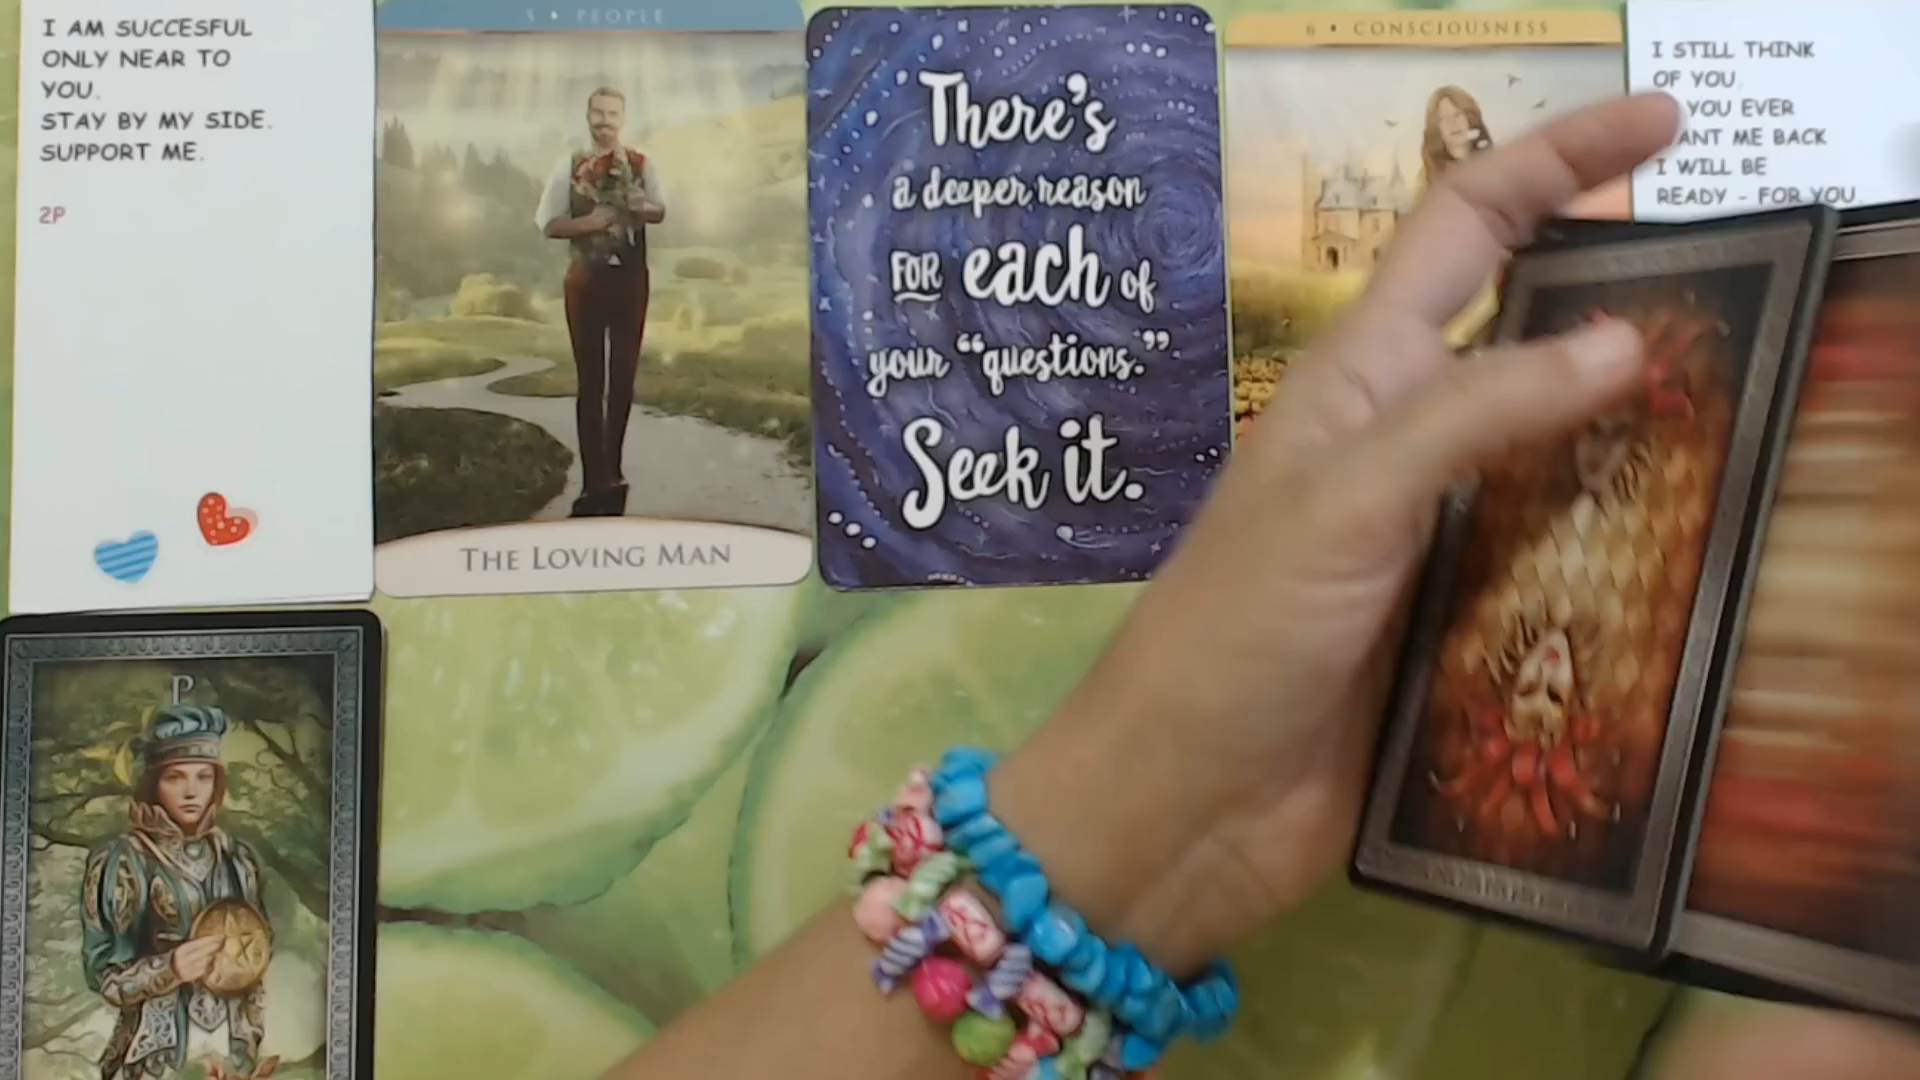 I AM SUCCESFUL
ONLY NEAR TO
YOU.
STAY BY MY SIDE.
SUPPORT ME.
2P
5 • PEOPLE
THE LOVING MAN
There's
a deeper reason
FOR each of
your "questions."
Seek it.
6 • CONSCIOUSNESS
I STILL THINK
OF YOU.
YOU EVER
ANT ME BACK
I WILL BE
READY - FOR YOU
P